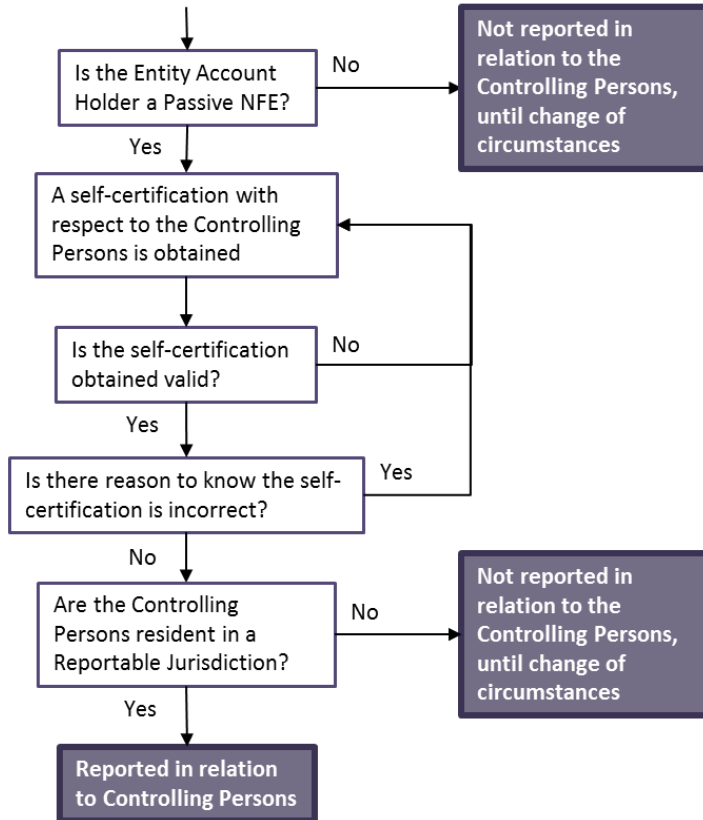 Is the Entity Account
Holder a Passive NFE?
No
Not reported in
relation to the
Controlling Persons,
until change of
circumstances
Yes
A self-certification with
respect to the Controlling
Persons is obtained
Is the self-certification
obtained valid?
No
Yes
Is there reason to know the self-
certification is incorrect?
Yes
No
Are the Controlling
Persons resident in a
Reportable Jurisdiction?
No
Not reported in
relation to the
Controlling Persons,
until change of
circumstances
Yes
Reported in relation
to Controlling Persons